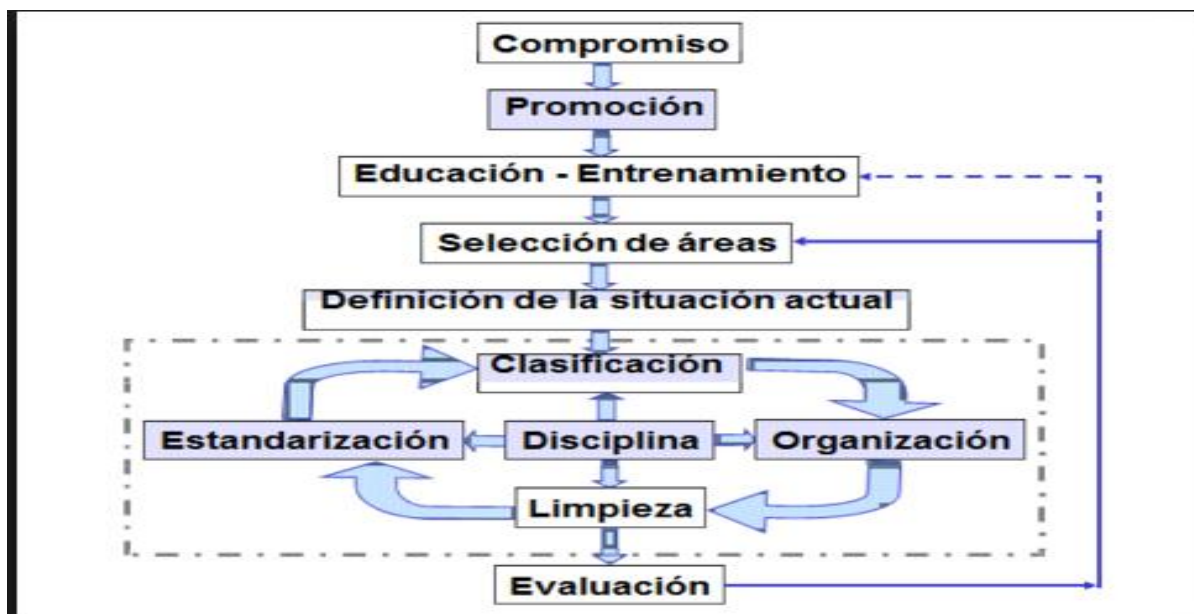 Compromiso
Promoción
Educación - Entrenamiento
Selección de áreas
Definición de la situación actual
Clasificación
Estandarización
Disciplina
Organización
Limpieza
Evaluación